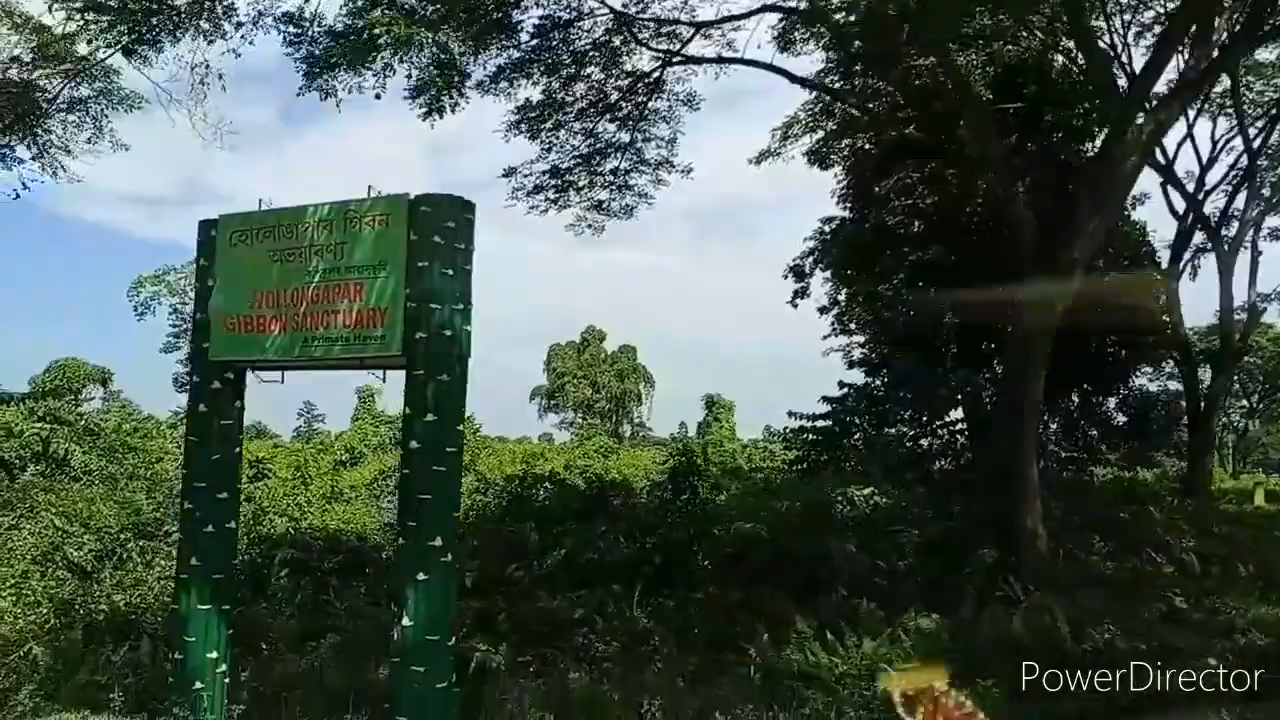 হোলোঙাপাৰ গিবন
অভয়াৰণ্য
HOLLONGAPAR
GIBBON SANCTUARY
A Primate Haven
PowerDirector